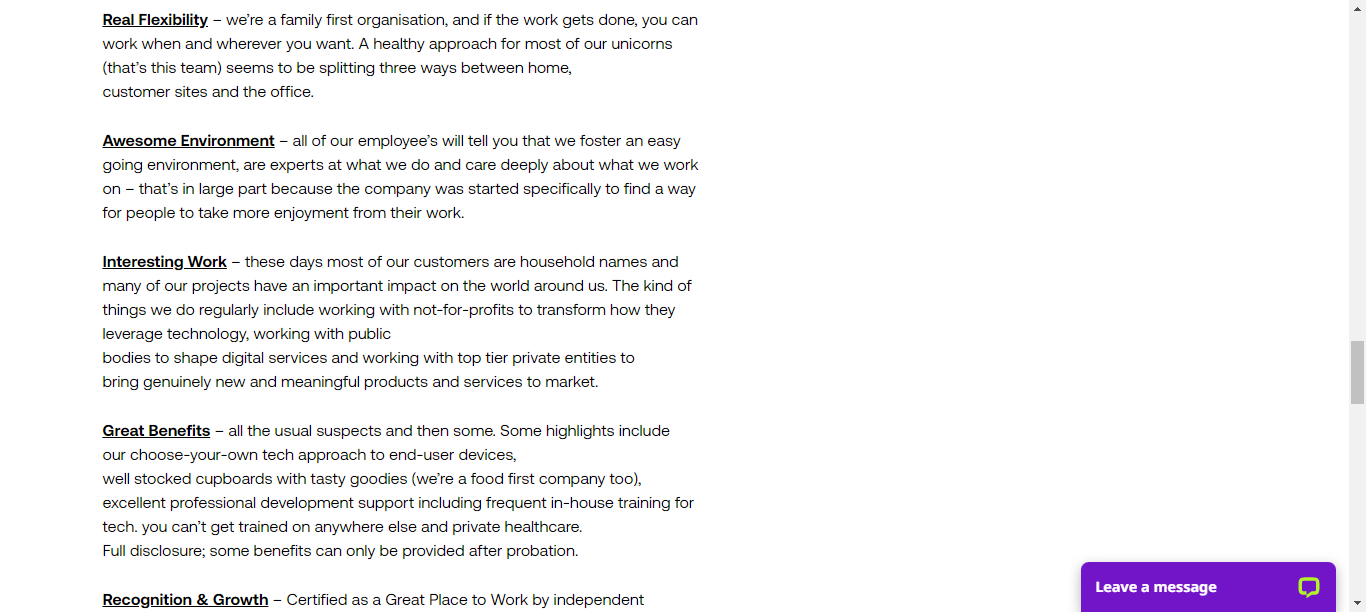 Real Flexibility – we’re a family first organisation, and if the work gets done, you can
work when and wherever you want. A healthy approach for most of our unicorns
(that’s this team) seems to be splitting three ways between home,
customer sites and the office.
Awesome Environment – all of our employee’s will tell you that we foster an easy
going environment, are experts at what we do and care deeply about what we work
on – that’s in large part because the company was started specifically to find a way
for people to take more enjoyment from their work.
Interesting Work – these days most of our customers are household names and
many of our projects have an important impact on the world around us. The kind of
things we do regularly include working with not-for-profits to transform how they
leverage technology, working with public
bodies to shape digital services and working with top tier private entities to
bring genuinely new and meaningful products and services to market.
Great Benefits – all the usual suspects and then some. Some highlights include
our choose-your-own tech approach to end-user devices,
well stocked cupboards with tasty goodies (we’re a food first company too),
excellent professional development support including frequent in-house training for
tech. you can’t get trained on anywhere else and private healthcare.
Full disclosure; some benefits can only be provided after probation.
Recognition & Growth – Certified as a Great Place to Work by independent
Leave a message